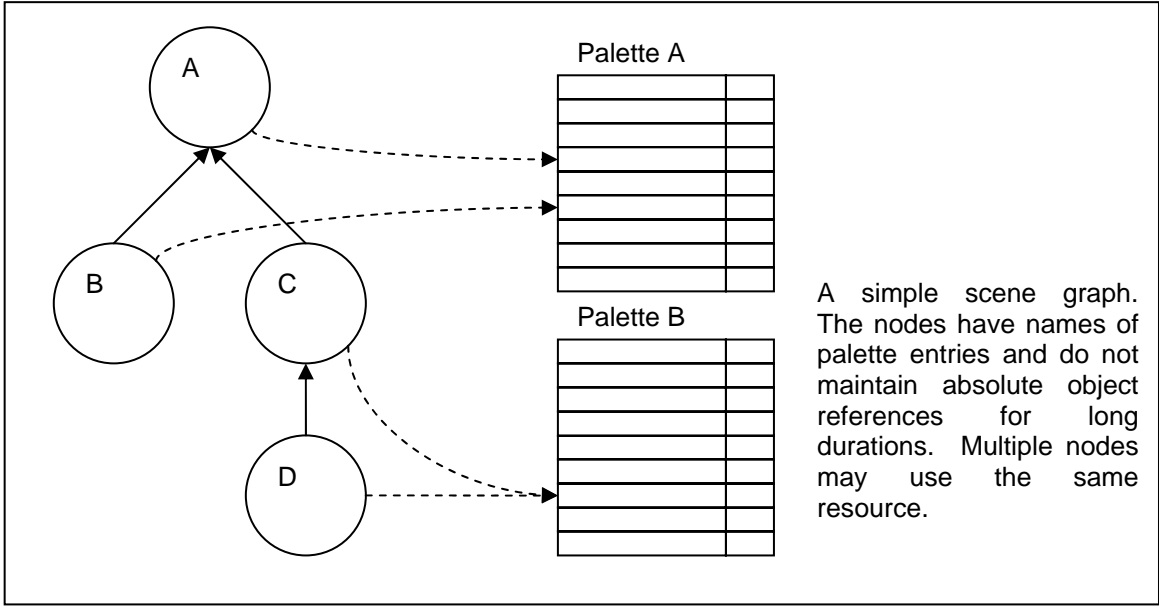 A
Palette A
B
C
Palette B
D
A simple scene graph.
The nodes have names of
palette entries and do not
maintain absolute object
references for long
durations. Multiple nodes
may use the same
resource.